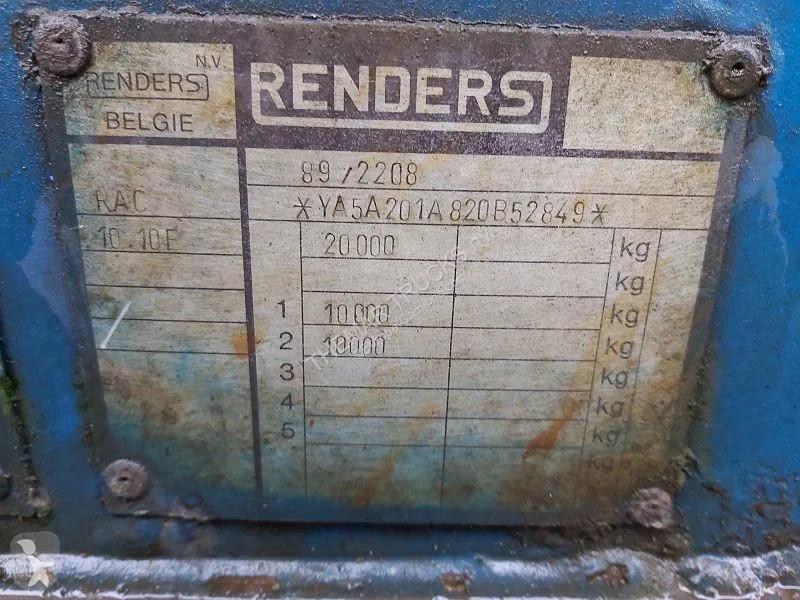 N.V
RENDERS
BELGIE
RENDERS
89/2208
RAC
*YA5A201A820B52849*
10.10F
20000 kg
kg
1 10000 kg
2 10000 kg
3 kg
4 kg
5 kg
kg